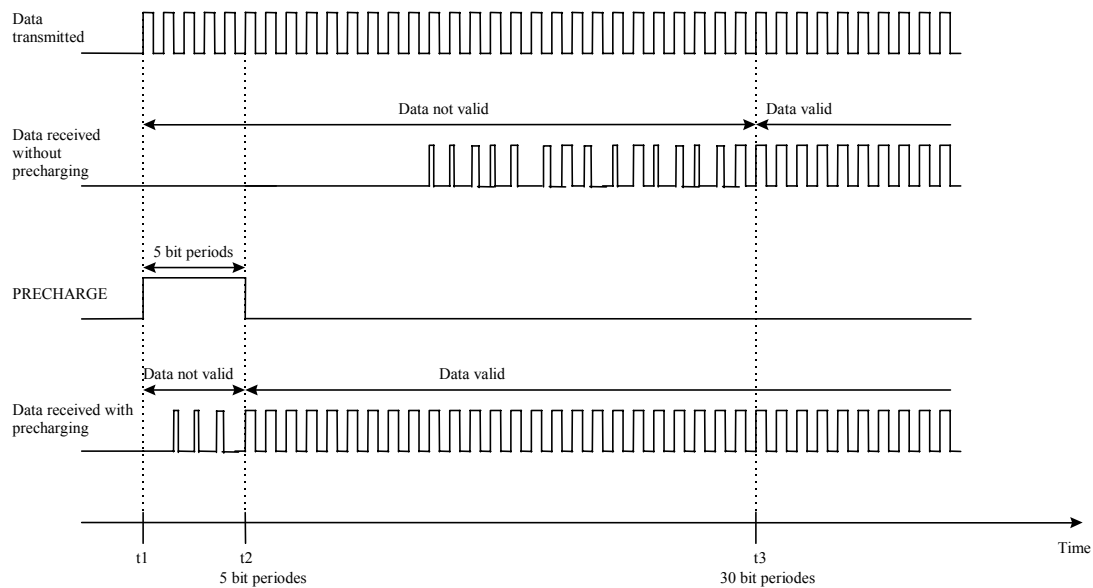 Data
transmitted
Data not valid
Data valid
Data received
without
precharging
5 bit periods
PRECHARGE
Data not valid
Data valid
Data received with
precharging
t1
t2
t3
Time
5 bit periodes
30 bit periodes